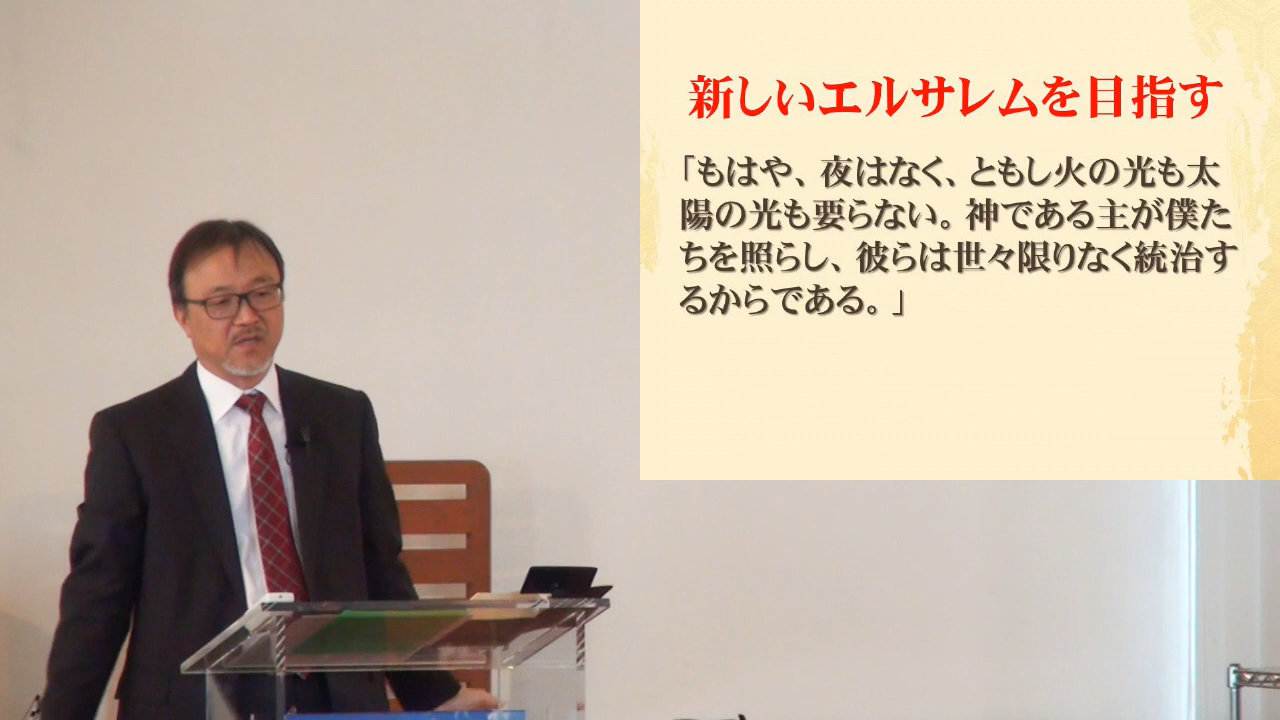 新しいエルサレムを目指す
「もはや、夜はなく、ともし火の光も太
陽の光も要らない。神である主が僕た
ちを照らし、彼らは世々限りなく統治す
るからである。」